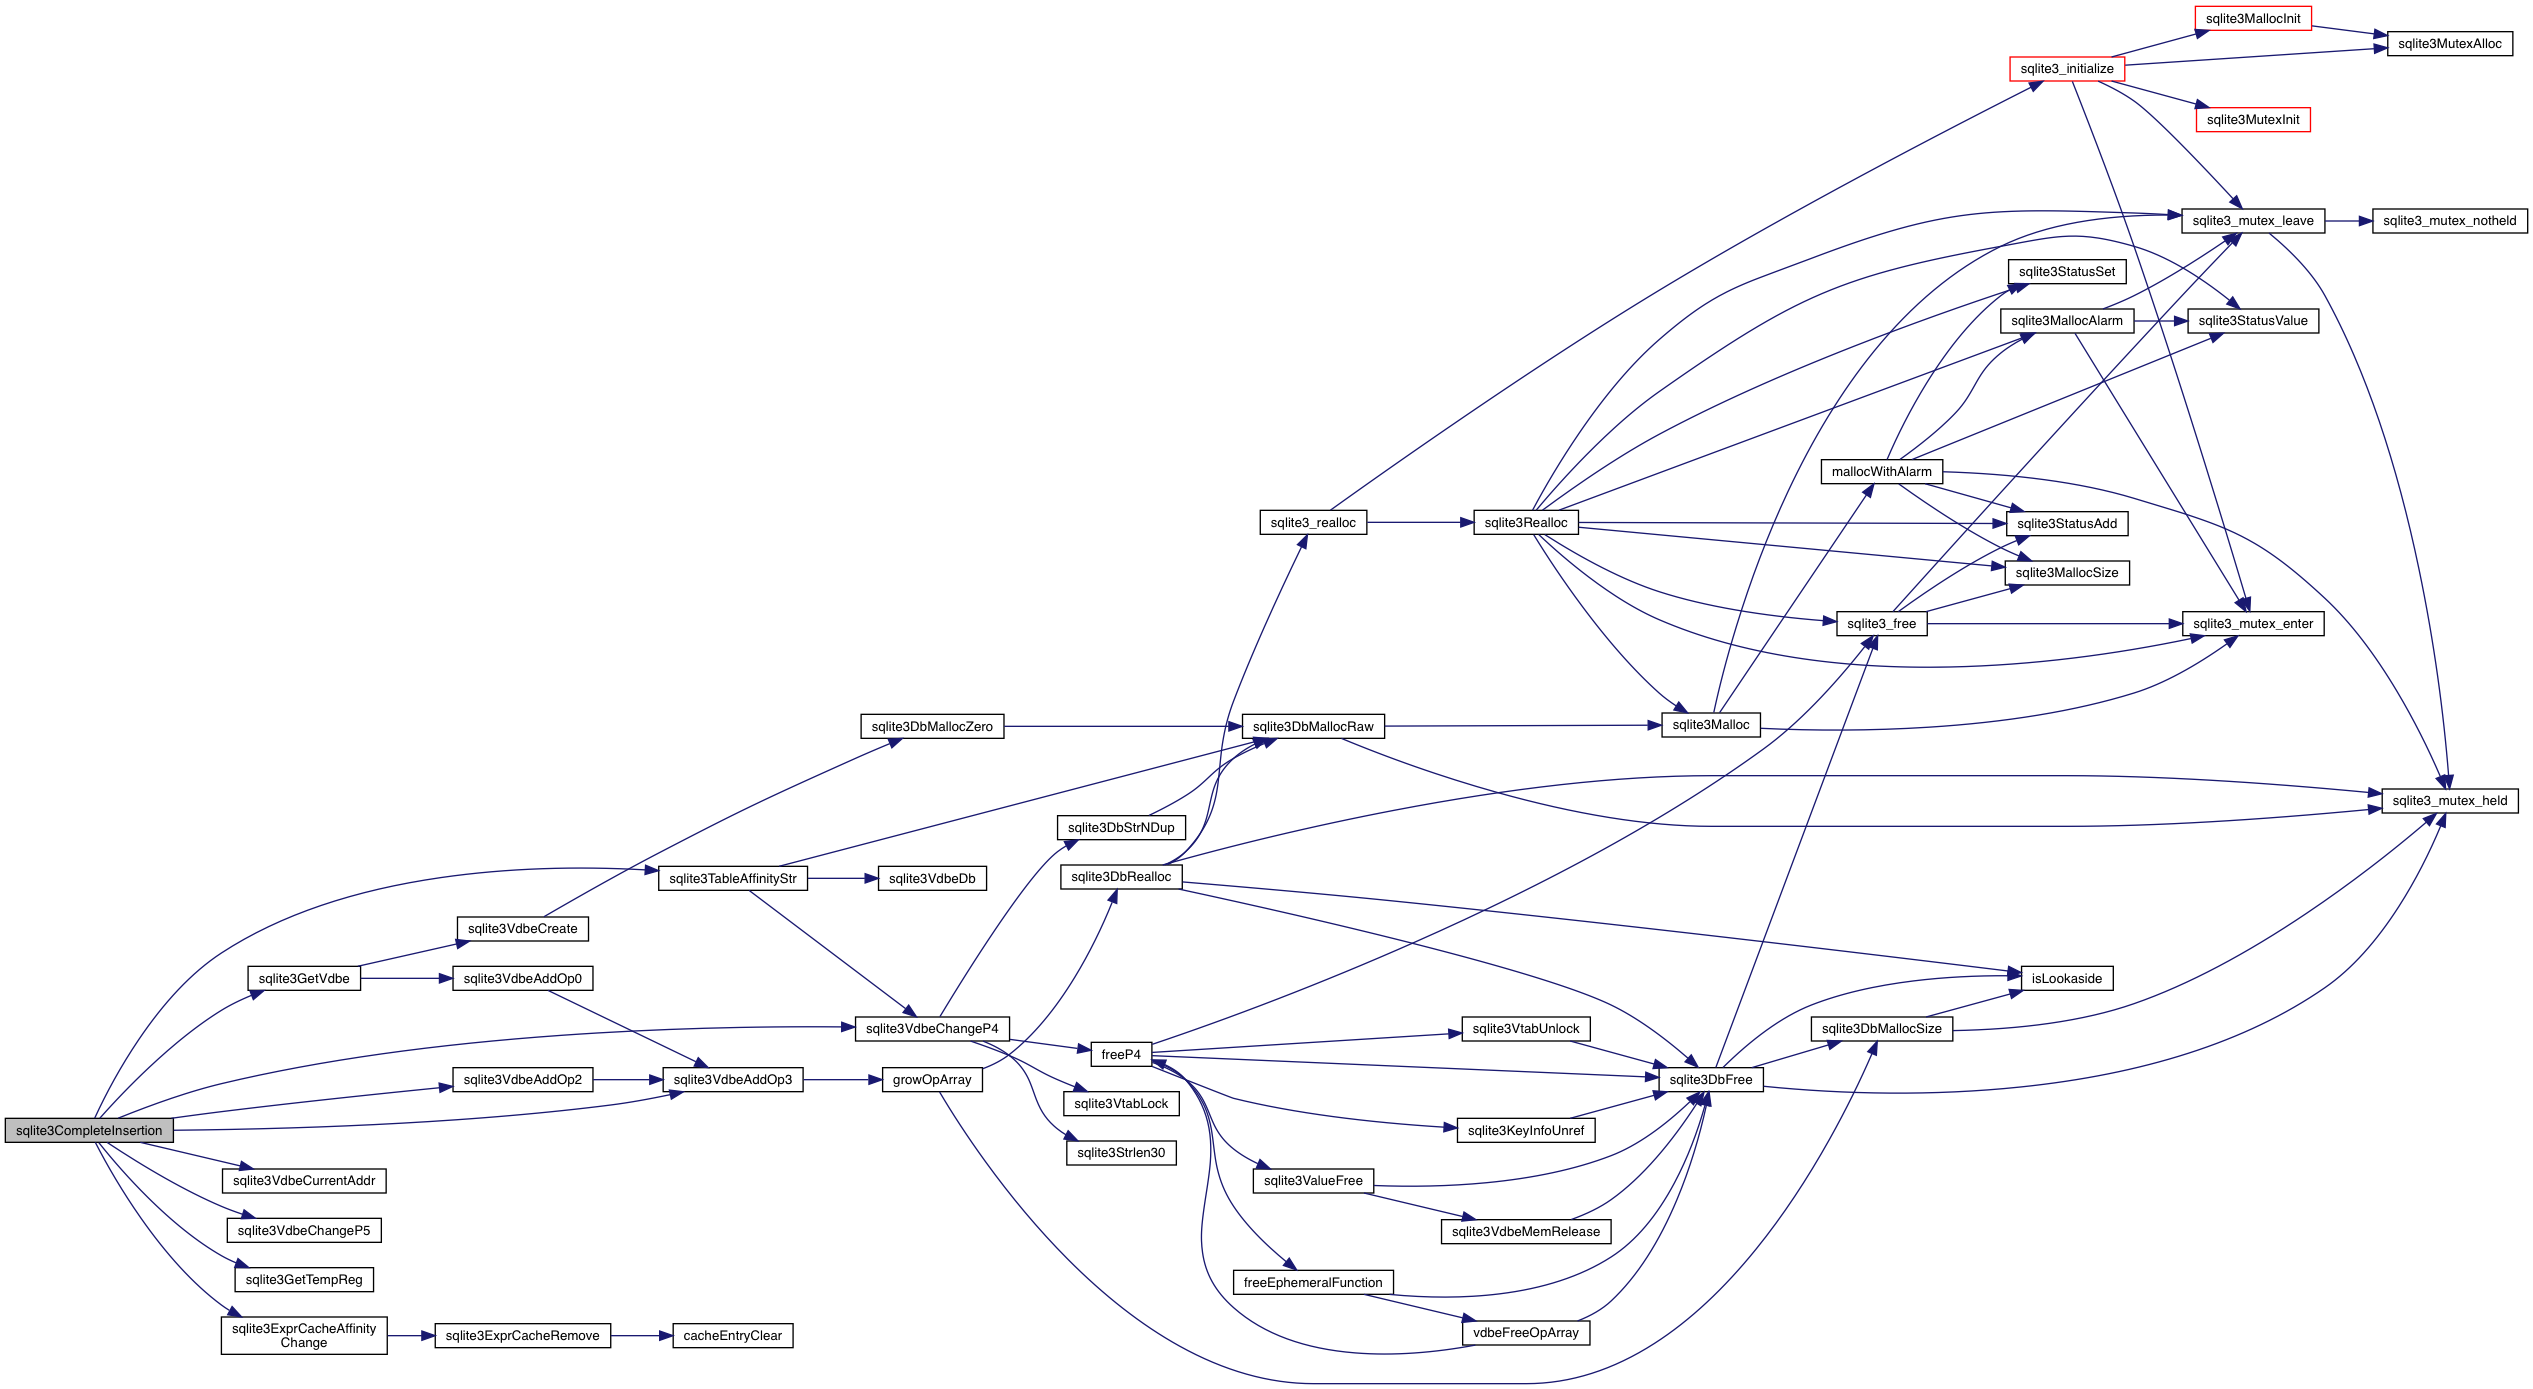 sqlite3MallocInit
sqlite3MutexAlloc
sqlite3_initialize
sqlite3MutexInit
sqlite3_mutex_leave
sqlite3_mutex_notheld
sqlite3StatusSet
sqlite3MallocAlarm
sqlite3StatusValue
mallocWithAlarm
sqlite3_realloc
sqlite3Realloc
sqlite3StatusAdd
sqlite3MallocSize
sqlite3_free
sqlite3_mutex_enter
sqlite3DbMallocZero
sqlite3DbMallocRaw
sqlite3Malloc
sqlite3_mutex_held
sqlite3DbStrNDup
sqlite3TableAffinityStr
sqlite3VdbeDb
sqlite3DbRealloc
sqlite3VdbeCreate
sqlite3GetVdbe
sqlite3VdbeAddOp0
isLookaside
sqlite3VdbeChangeP4
sqlite3VtabUnlock
sqlite3DbMallocSize
freeP4
sqlite3VdbeAddOp2
sqlite3VdbeAddOp3
growOpArray
sqlite3DbFree
sqlite3VtabLock
sqlite3CompleteInsertion
sqlite3KeyInfoUnref
sqlite3Strlen30
sqlite3VdbeCurrentAddr
sqlite3ValueFree
sqlite3VdbeChangeP5
sqlite3VdbeMemRelease
sqlite3GetTempReg
freeEphemeralFunction
sqlite3ExprCacheAffinity
Change
sqlite3ExprCacheRemove
cacheEntryClear
vdbeFreeOpArray